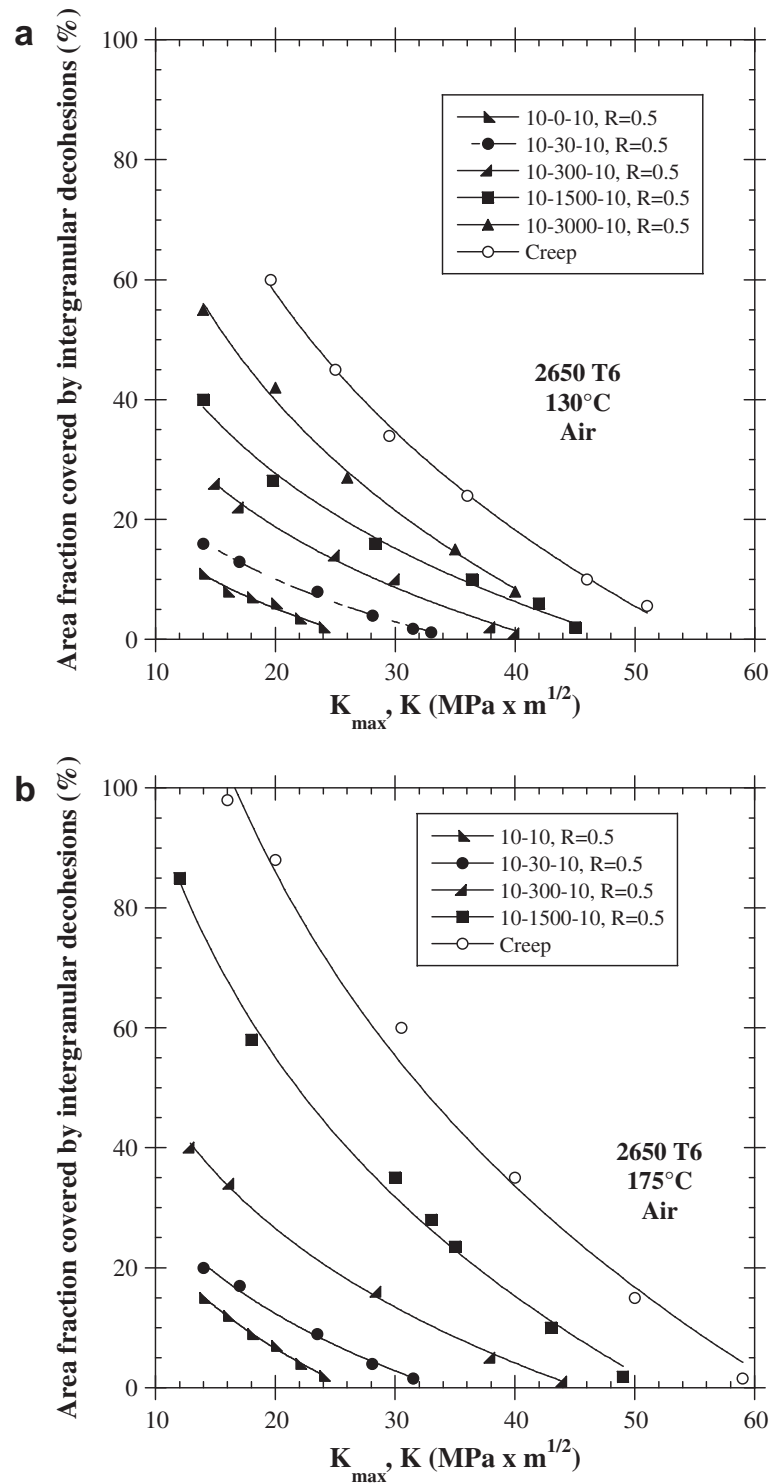 a
100
80
60
40
20
0
Area fraction covered by intergranular decohesions (%)
10-0-10, R=0.5
10-30-10, R=0.5
10-300-10, R=0.5
10-1500-10, R=0.5
10-3000-10, R=0.5
Creep
2650 T6
130°C
Air
10 20 30 40 50 60
K_max, K (MPa x m^1/2)
b
100
80
60
40
20
0
Area fraction covered by intergranular decohesions (%)
10-10, R=0.5
10-30-10, R=0.5
10-300-10, R=0.5
10-1500-10, R=0.5
Creep
2650 T6
175°C
Air
10 20 30 40 50 60
K_max, K (MPa x m^1/2)